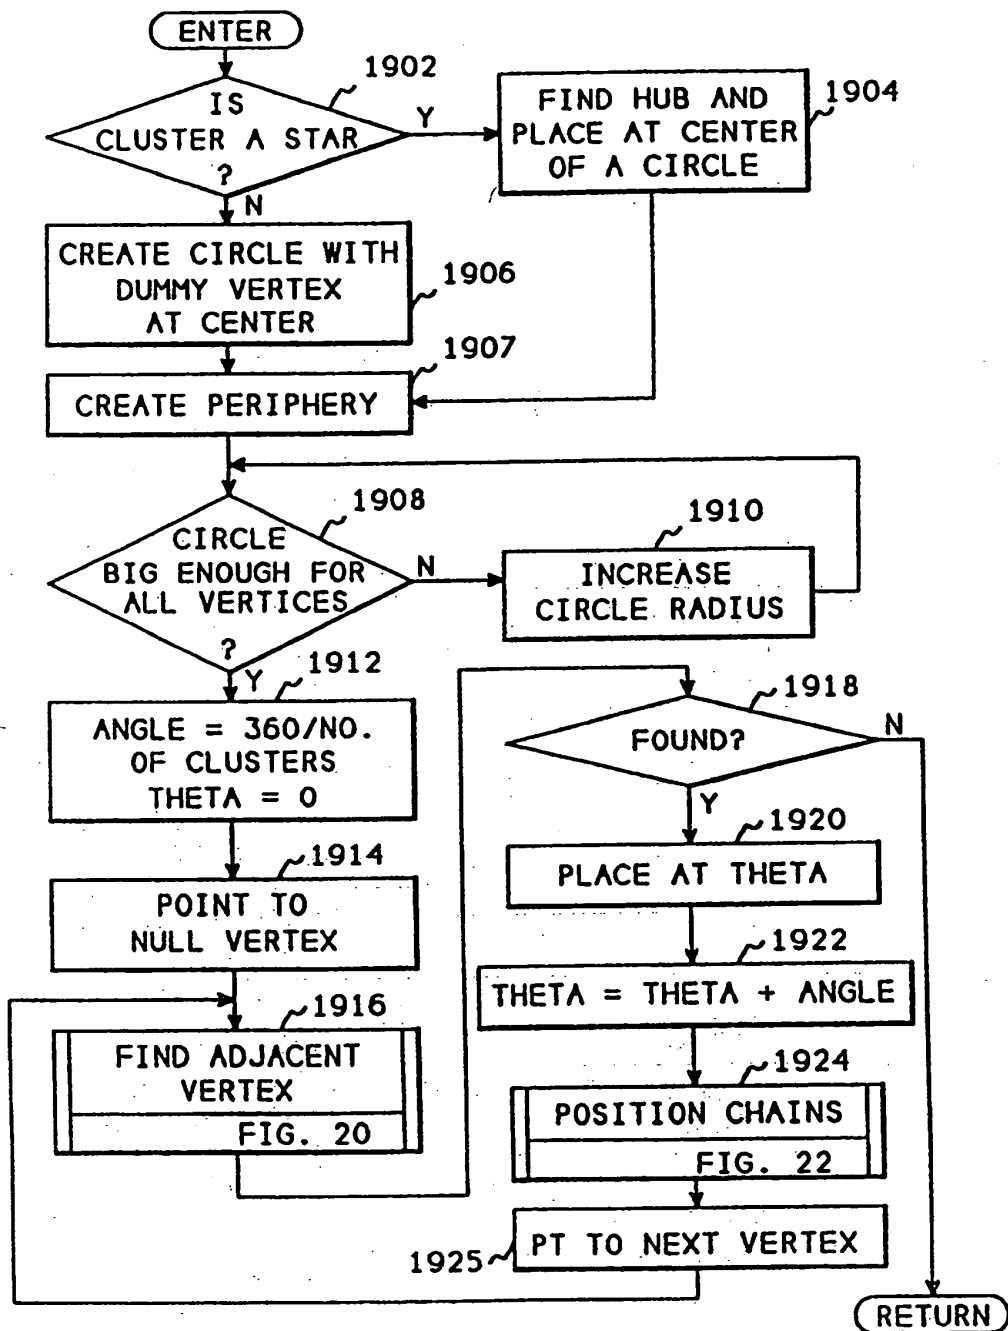 ENTER
1902
IS
CLUSTER A STAR
?
Y
N
FIND HUB AND
PLACE AT CENTER
OF A CIRCLE
1904
CREATE CIRCLE WITH
DUMMY VERTEX
AT CENTER
1906
1907
CREATE PERIPHERY
1908
CIRCLE
BIG ENOUGH FOR
ALL VERTICES
?
N
Y
1910
INCREASE
CIRCLE RADIUS
1912
ANGLE = 360/NO.
OF CLUSTERS
THETA = 0
1914
POINT TO
NULL VERTEX
1916
FIND ADJACENT
VERTEX
FIG. 20
1918
FOUND?
N
Y
1920
PLACE AT THETA
1922
THETA = THETA + ANGLE
1924
POSITION CHAINS
FIG. 22
1925
PT TO NEXT VERTEX
RETURN